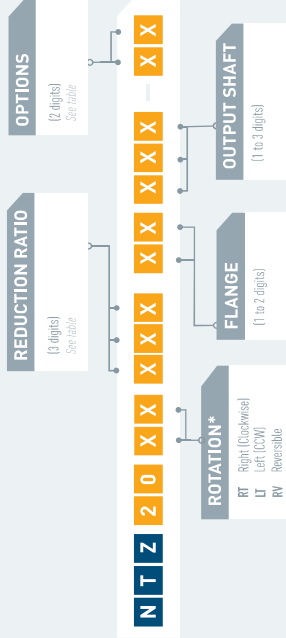 REDUCTION RATIO
(3 digits)
See table
OPTIONS
(2 digits)
See table
N T Z 2 0 X X X X X X X X X X - X X
ROTATION*
RT Right (Clockwise)
LT Left (CCW)
RV Reversible
FLANGE
(1 to 2 digits)
OUTPUT SHAFT
(1 to 3 digits)